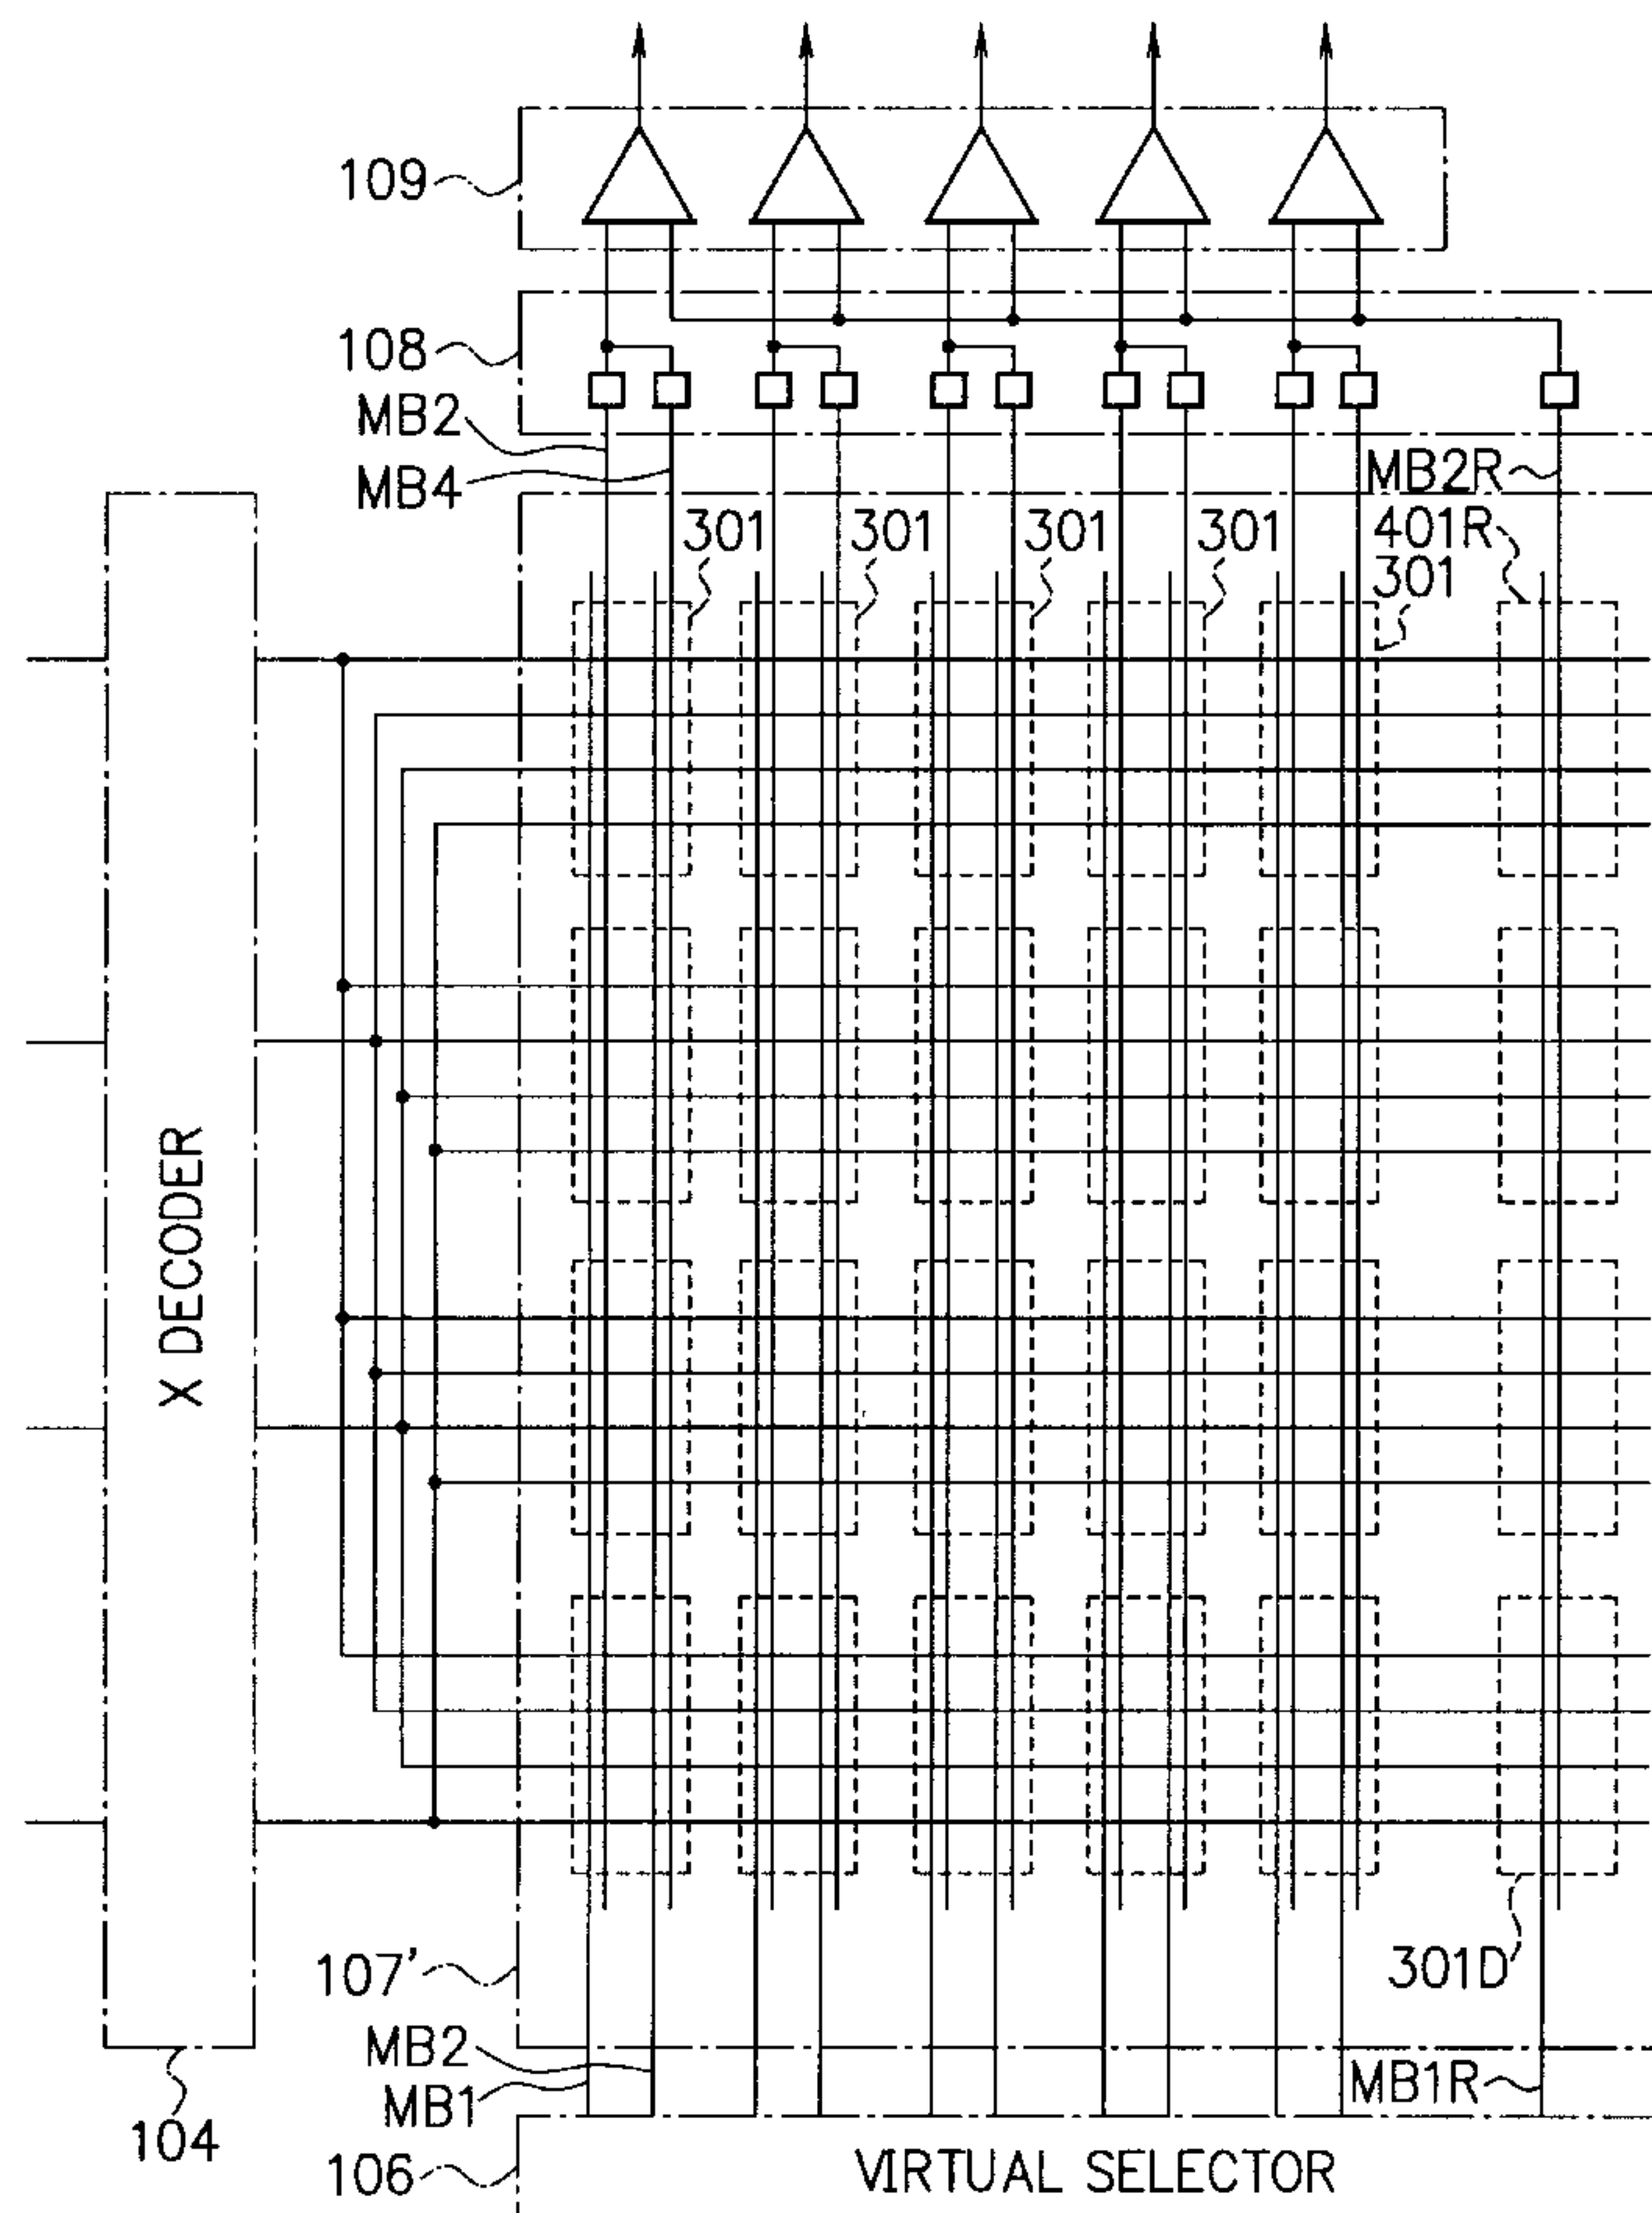 109
108
MB2
MB4
MB2R
301
301
301
301
401R
301
X DECODER
107'
301D
MB2
MB1
MB1R
104
106
VIRTUAL SELECTOR